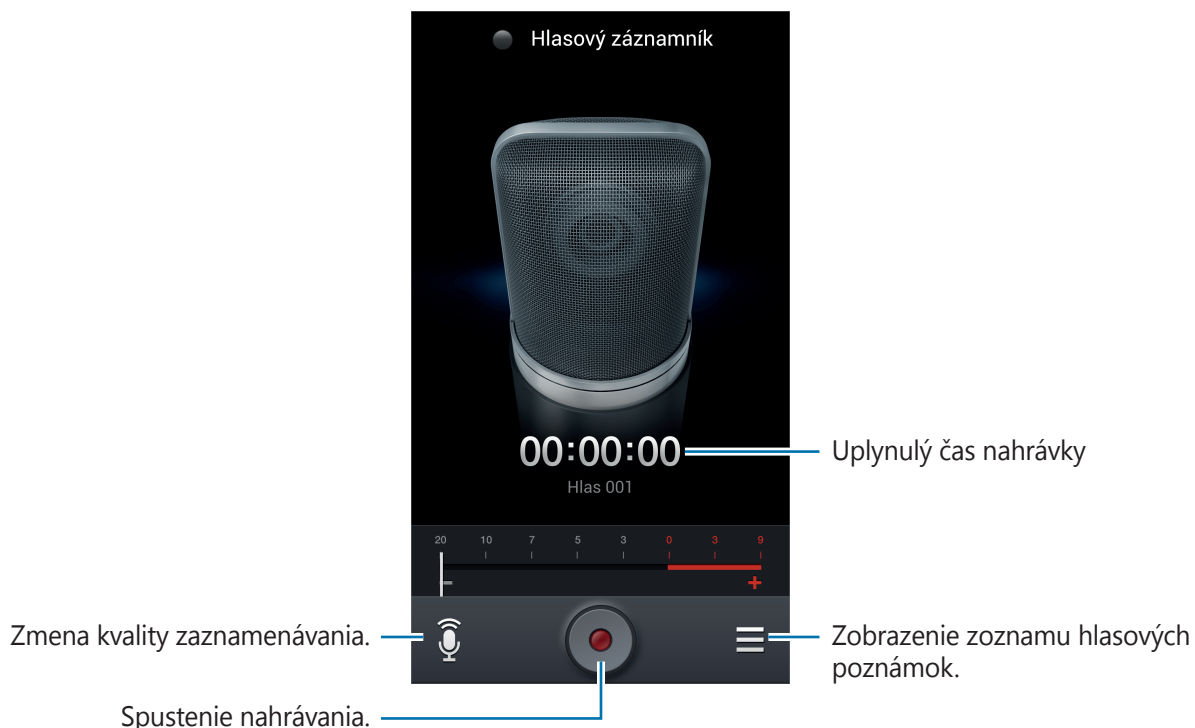 Hlasový záznamník
00:00:00
Uplynulý čas nahrávky
Hlas 001
20 10 7 5 3 0 3 9
− +
Zmena kvality zaznamenávania.
Zobrazenie zoznamu hlasových
poznámok.
Spustenie nahrávania.